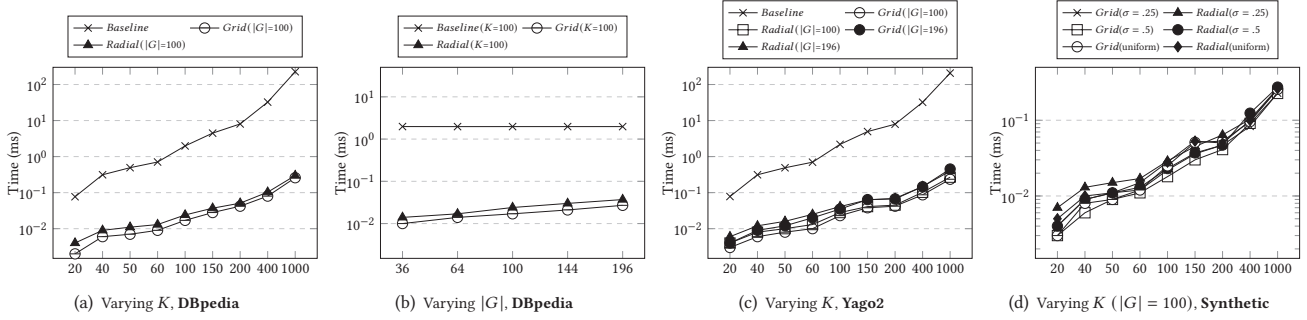 Baseline
Grid(|G|=100)
Radial(|G|=100)
Time (ms)
10^2
10^1
10^0
10^-1
10^-2
20 40 50 60 100 150 200 400 1000
(a) Varying K, DBpedia
Baseline(K=100)
Grid(K=100)
Radial(K=100)
Time (ms)
10^1
10^0
10^-2
36 64 100 144 196
(b) Varying |G|, DBpedia
Baseline
Grid(|G|=100)
Radial(|G|=100)
Grid(|G|=196)
Radial(|G|=196)
Time (ms)
10^2
10^1
10^0
10^-1
10^-2
20 40 50 60 100 150 200 400 1000
(c) Varying K, Yago2
Grid(σ = .25)
Radial(σ = .25)
Grid(σ = .5)
Radial(σ = .5
Grid(uniform)
Radial(uniform)
Time (ms)
10^-1
10^-2
20 40 50 60 100 150 200 400 1000
(d) Varying K (|G| = 100), Synthetic